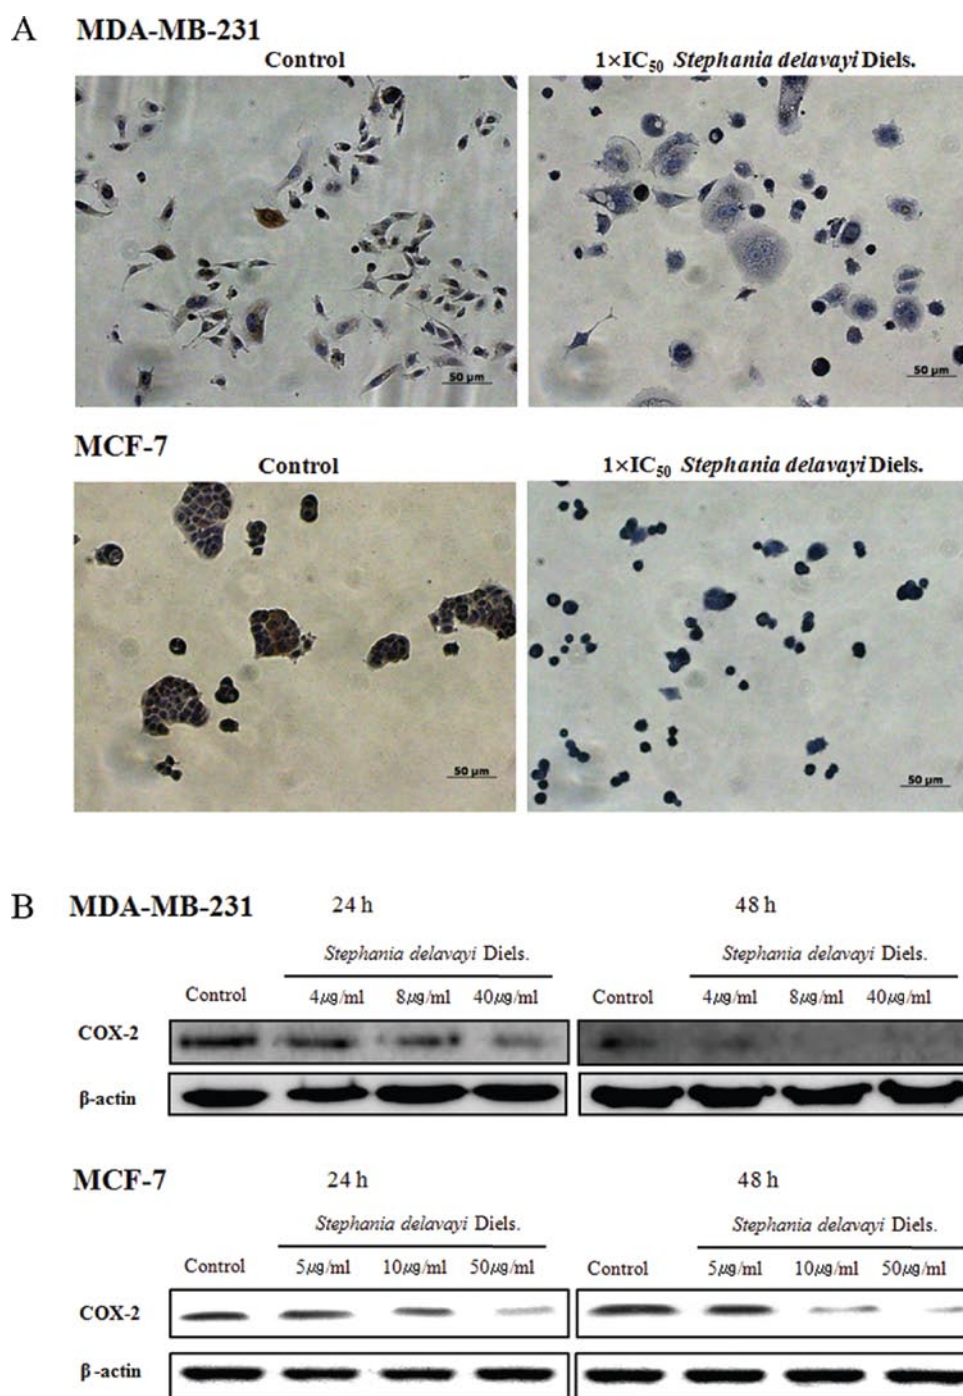 A MDA-MB-231
Control 1×IC50 Stephania delavayi Diels.
50 μm 50 μm
MCF-7
Control 1×IC50 Stephania delavayi Diels.
50 μm 50 μm
B MDA-MB-231 24 h 48 h
Stephania delavayi Diels. Stephania delavayi Diels.
Control 4μg/ml 8μg/ml 40μg/ml Control 4μg/ml 8μg/ml 40μg/ml
COX-2
β-actin
MCF-7 24 h 48 h
Stephania delavayi Diels. Stephania delavayi Diels.
Control 5μg/ml 10μg/ml 50μg/ml Control 5μg/ml 10μg/ml 50μg/ml
COX-2
β-actin